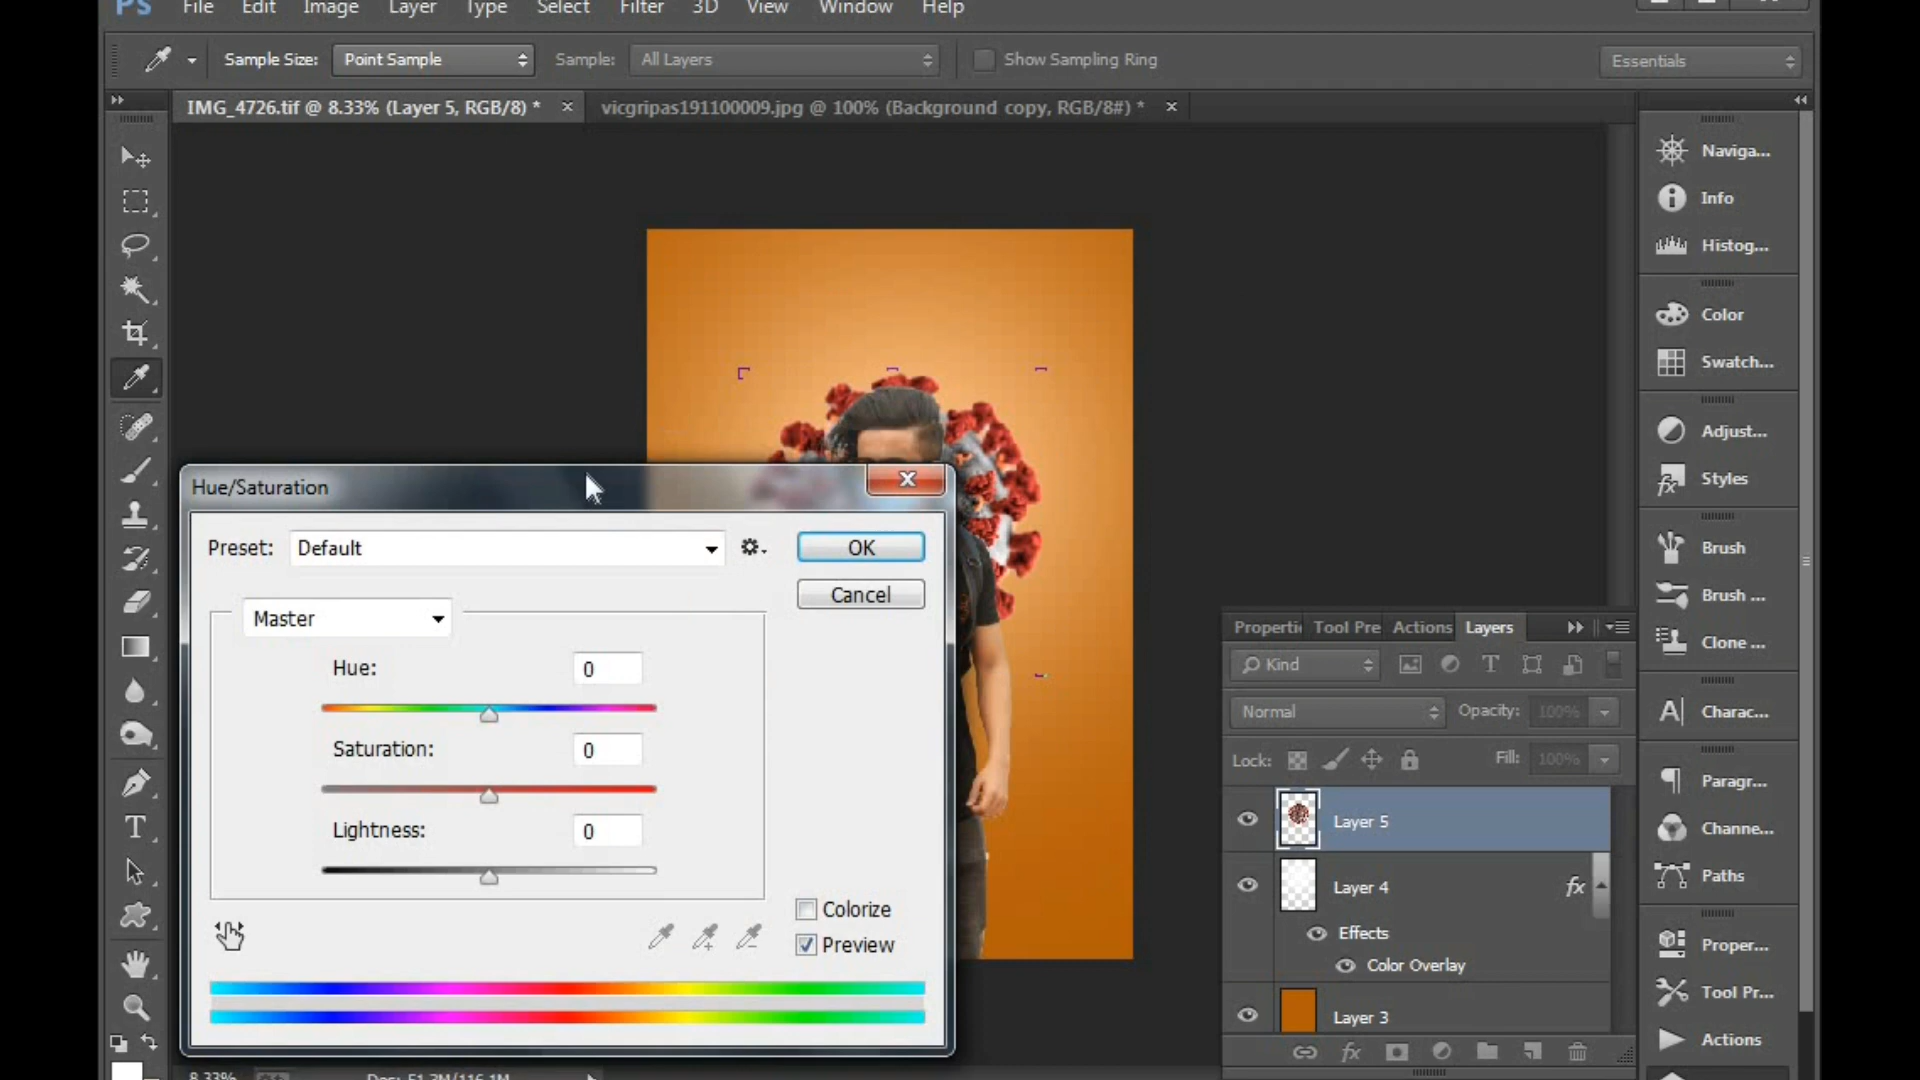 PS File Edit Image Layer Type Select Filter 3D View Window Help
Sample Size: Point Sample Sample: All Layers Show Sampling Ring Essentials
IMG_4726.tif @ 8.33% (Layer 5, RGB/8) * × vicgripas191100009.jpg @ 100% (Background copy, RGB/8#) * ×
Naviga...
Info
Histog...
Color
Swatch...
Adjust...
Styles
Brush
Brush ...
Clone ...
Charac...
Paragr...
Channe...
Paths
Proper...
Tool Pr...
Actions
Hue/Saturation
Preset: Default OK
Cancel
Master
Hue: 0
Saturation: 0
Lightness: 0
Colorize
Preview
Properti Tool Pre Actions Layers
Kind
Normal Opacity: 100%
Lock: Fill: 100%
Layer 5
Layer 4 fx
Effects
Color Overlay
Layer 3
8.33% Doc: 51.3M/116.1M